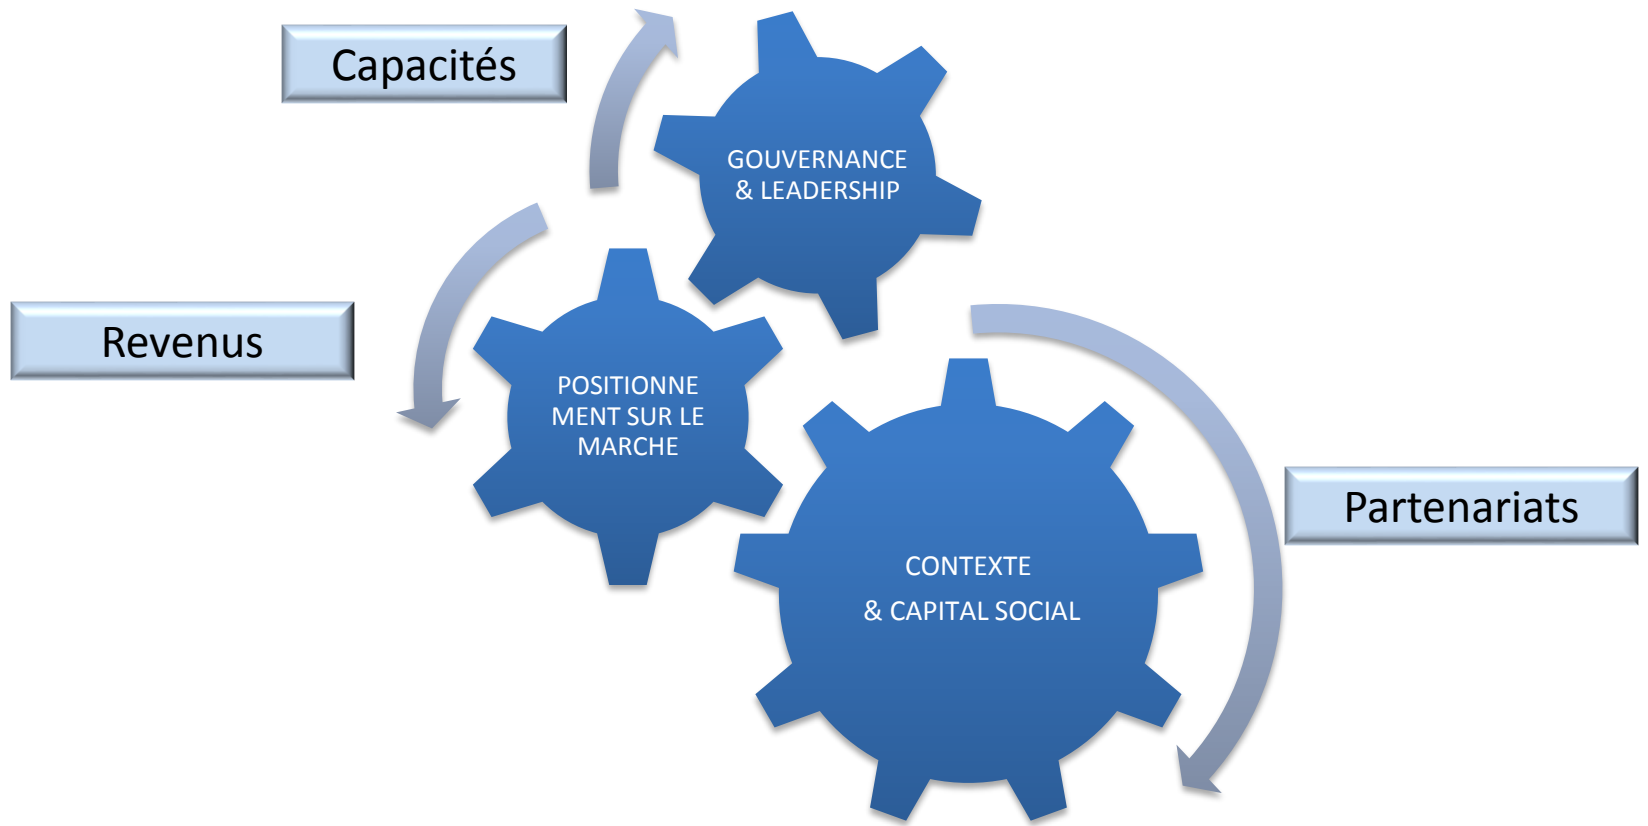 Capacités
GOUVERNANCE
& LEADERSHIP
Revenus
POSITIONNE
MENT SUR LE
MARCHE
Partenariats
CONTEXTE
& CAPITAL SOCIAL